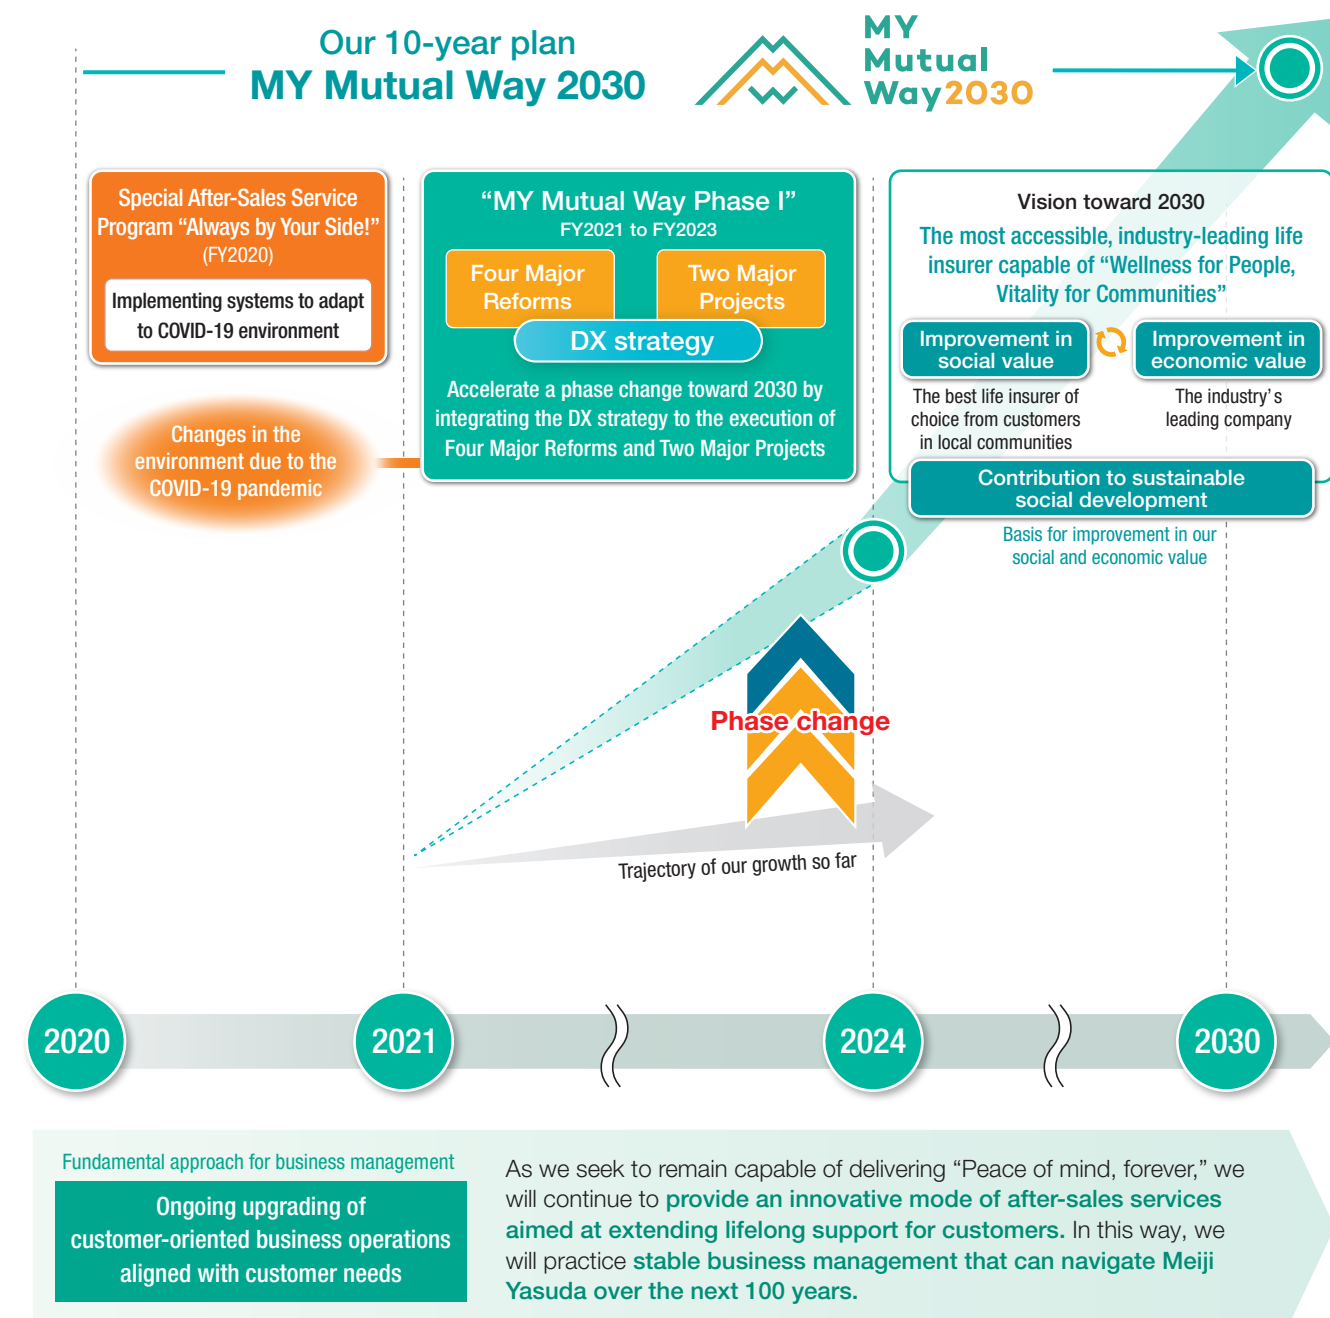 Our 10-year plan
MY Mutual Way 2030
MY
Mutual
Way2030
Special After-Sales Service
Program “Always by Your Side!”
(FY2020)
Implementing systems to adapt
to COVID-19 environment
Changes in the
environment due to the
COVID-19 pandemic
“MY Mutual Way Phase I”
FY2021 to FY2023
Four Major
Reforms
Two Major
Projects
DX strategy
Accelerate a phase change toward 2030 by
integrating the DX strategy to the execution of
Four Major Reforms and Two Major Projects
Vision toward 2030
The most accessible, industry-leading life
insurer capable of “Wellness for People,
Vitality for Communities”
Improvement in
social value
Improvement in
economic value
The best life insurer of
choice from customers
in local communities
The industry’s
leading company
Contribution to sustainable
social development
Basis for improvement in our
social and economic value
Phase change
Trajectory of our growth so far
2020
2021
2024
2030
Fundamental approach for business management
Ongoing upgrading of
customer-oriented business operations
aligned with customer needs
As we seek to remain capable of delivering “Peace of mind, forever,” we
will continue to provide an innovative mode of after-sales services
aimed at extending lifelong support for customers. In this way, we
will practice stable business management that can navigate Meiji
Yasuda over the next 100 years.